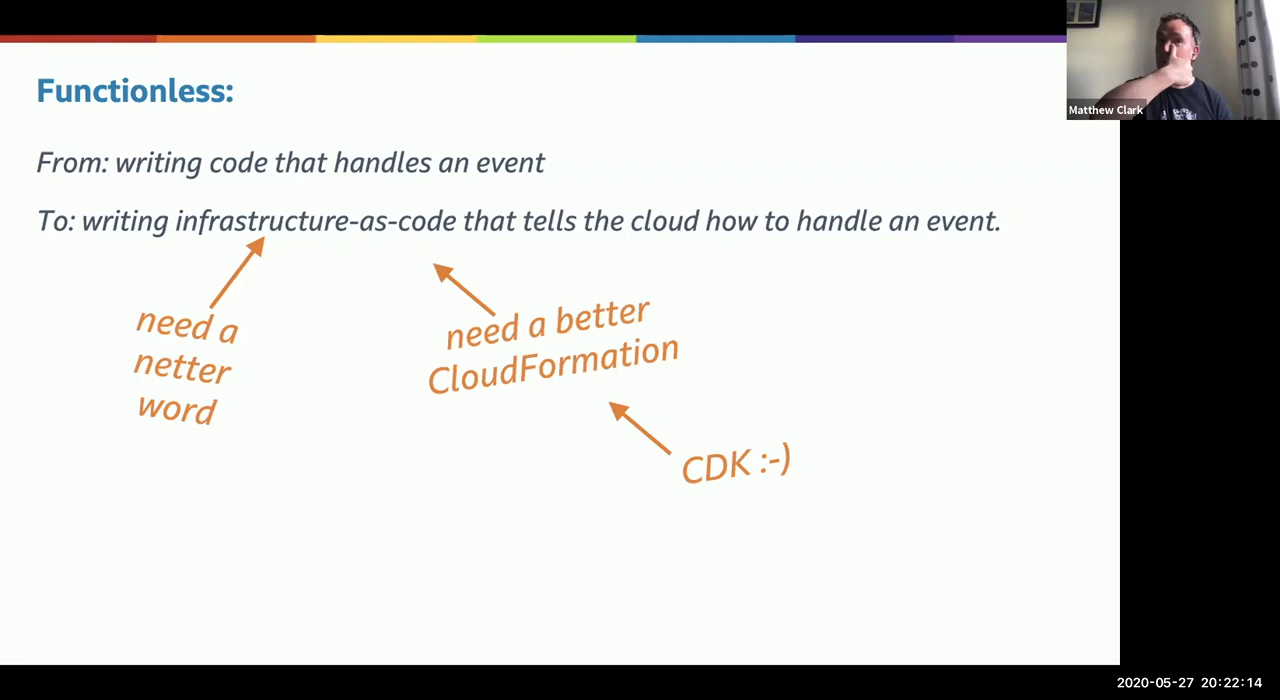 Matthew Clark
Functionless:
From: writing code that handles an event
To: writing infrastructure-as-code that tells the cloud how to handle an event.
need a
netter
word
need a better
CloudFormation
CDK :-)
2020-05-27 20:22:14